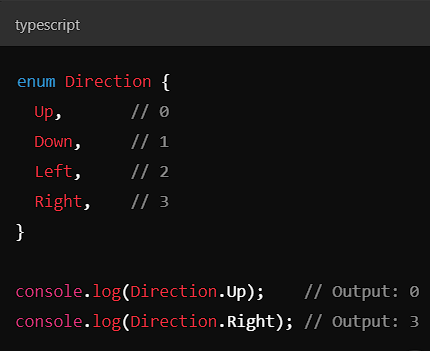 typescript
enum Direction {
  Up,       // 0
  Down,     // 1
  Left,     // 2
  Right,    // 3
}
console.log(Direction.Up);    // Output: 0
console.log(Direction.Right); // Output: 3